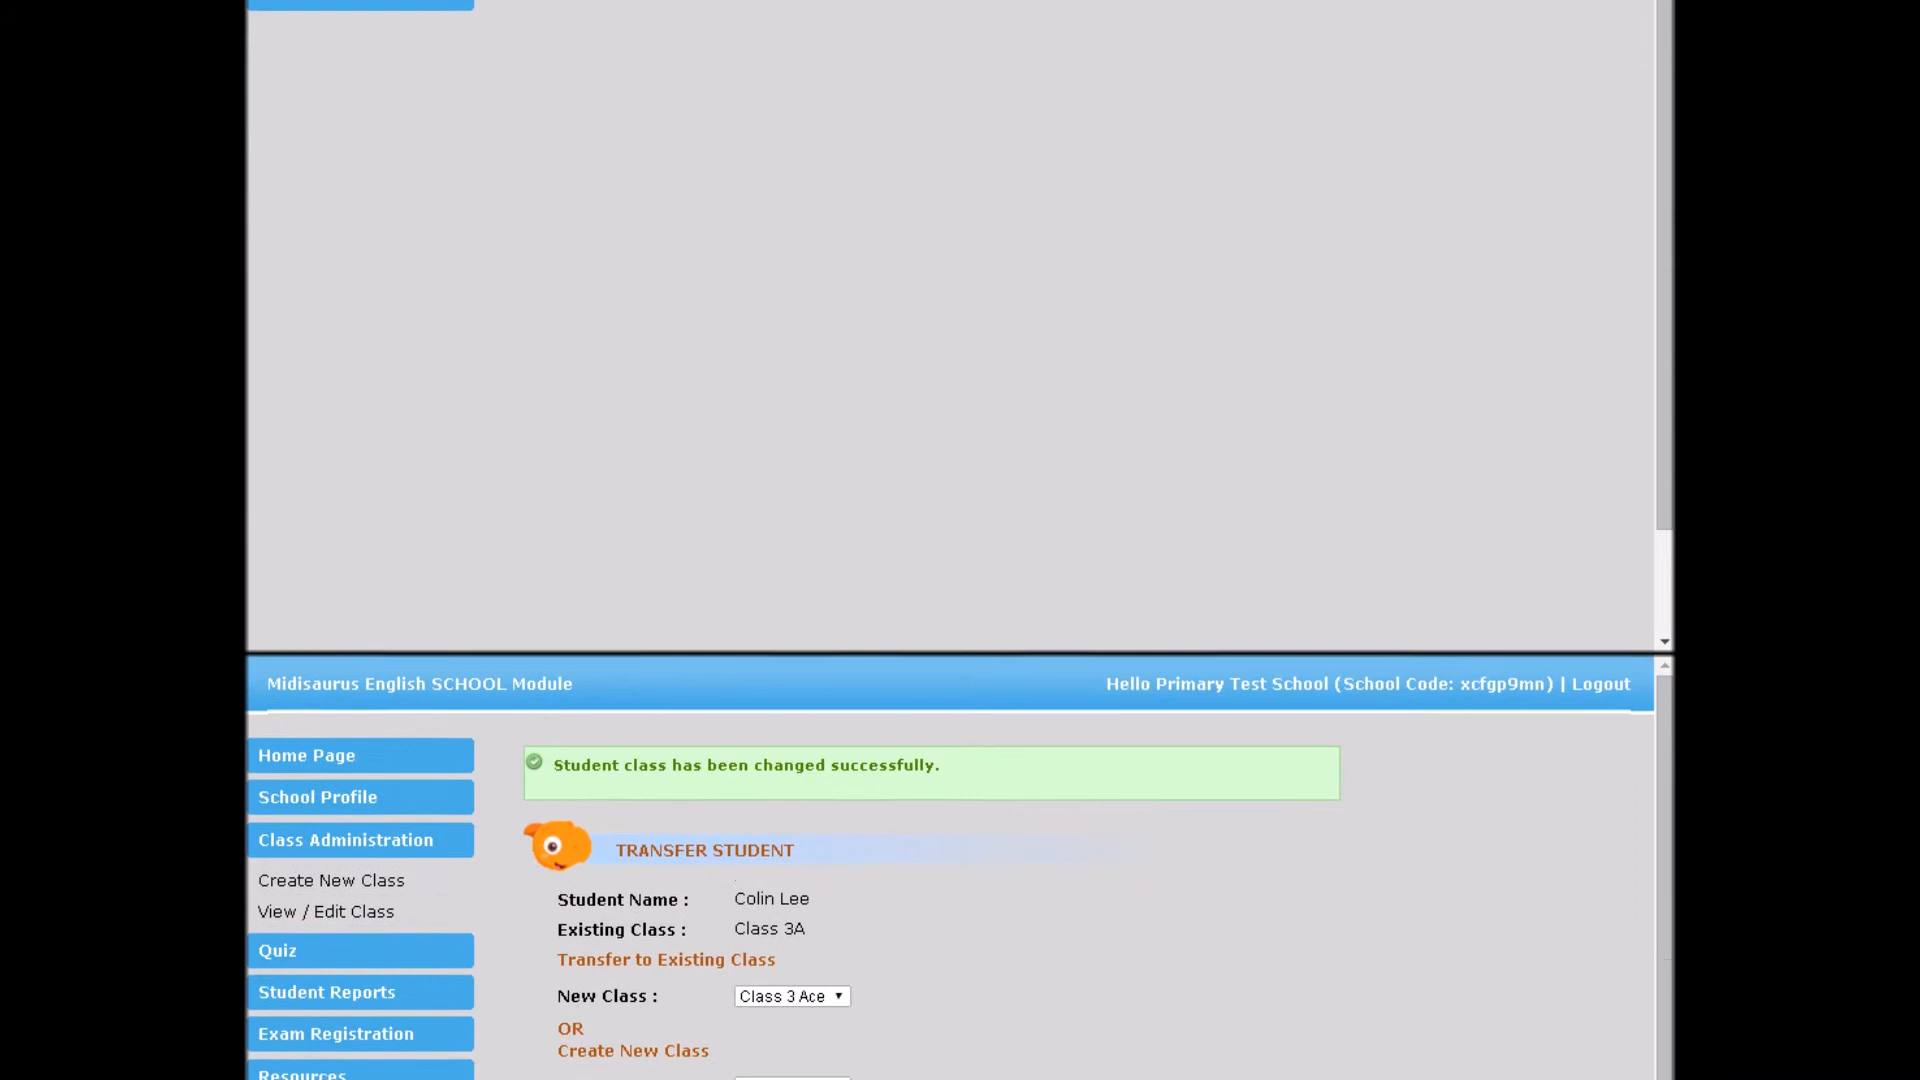 Midisaurus English SCHOOL Module
Hello Primary Test School (School Code: xcfgp9mn) | Logout
Home Page
School Profile
Class Administration
Create New Class
View / Edit Class
Quiz
Student Reports
Exam Registration
Resources
Student class has been changed successfully.
TRANSFER STUDENT
Student Name : Colin Lee
Existing Class : Class 3A
Transfer to Existing Class
New Class : Class 3 Ace
OR
Create New Class